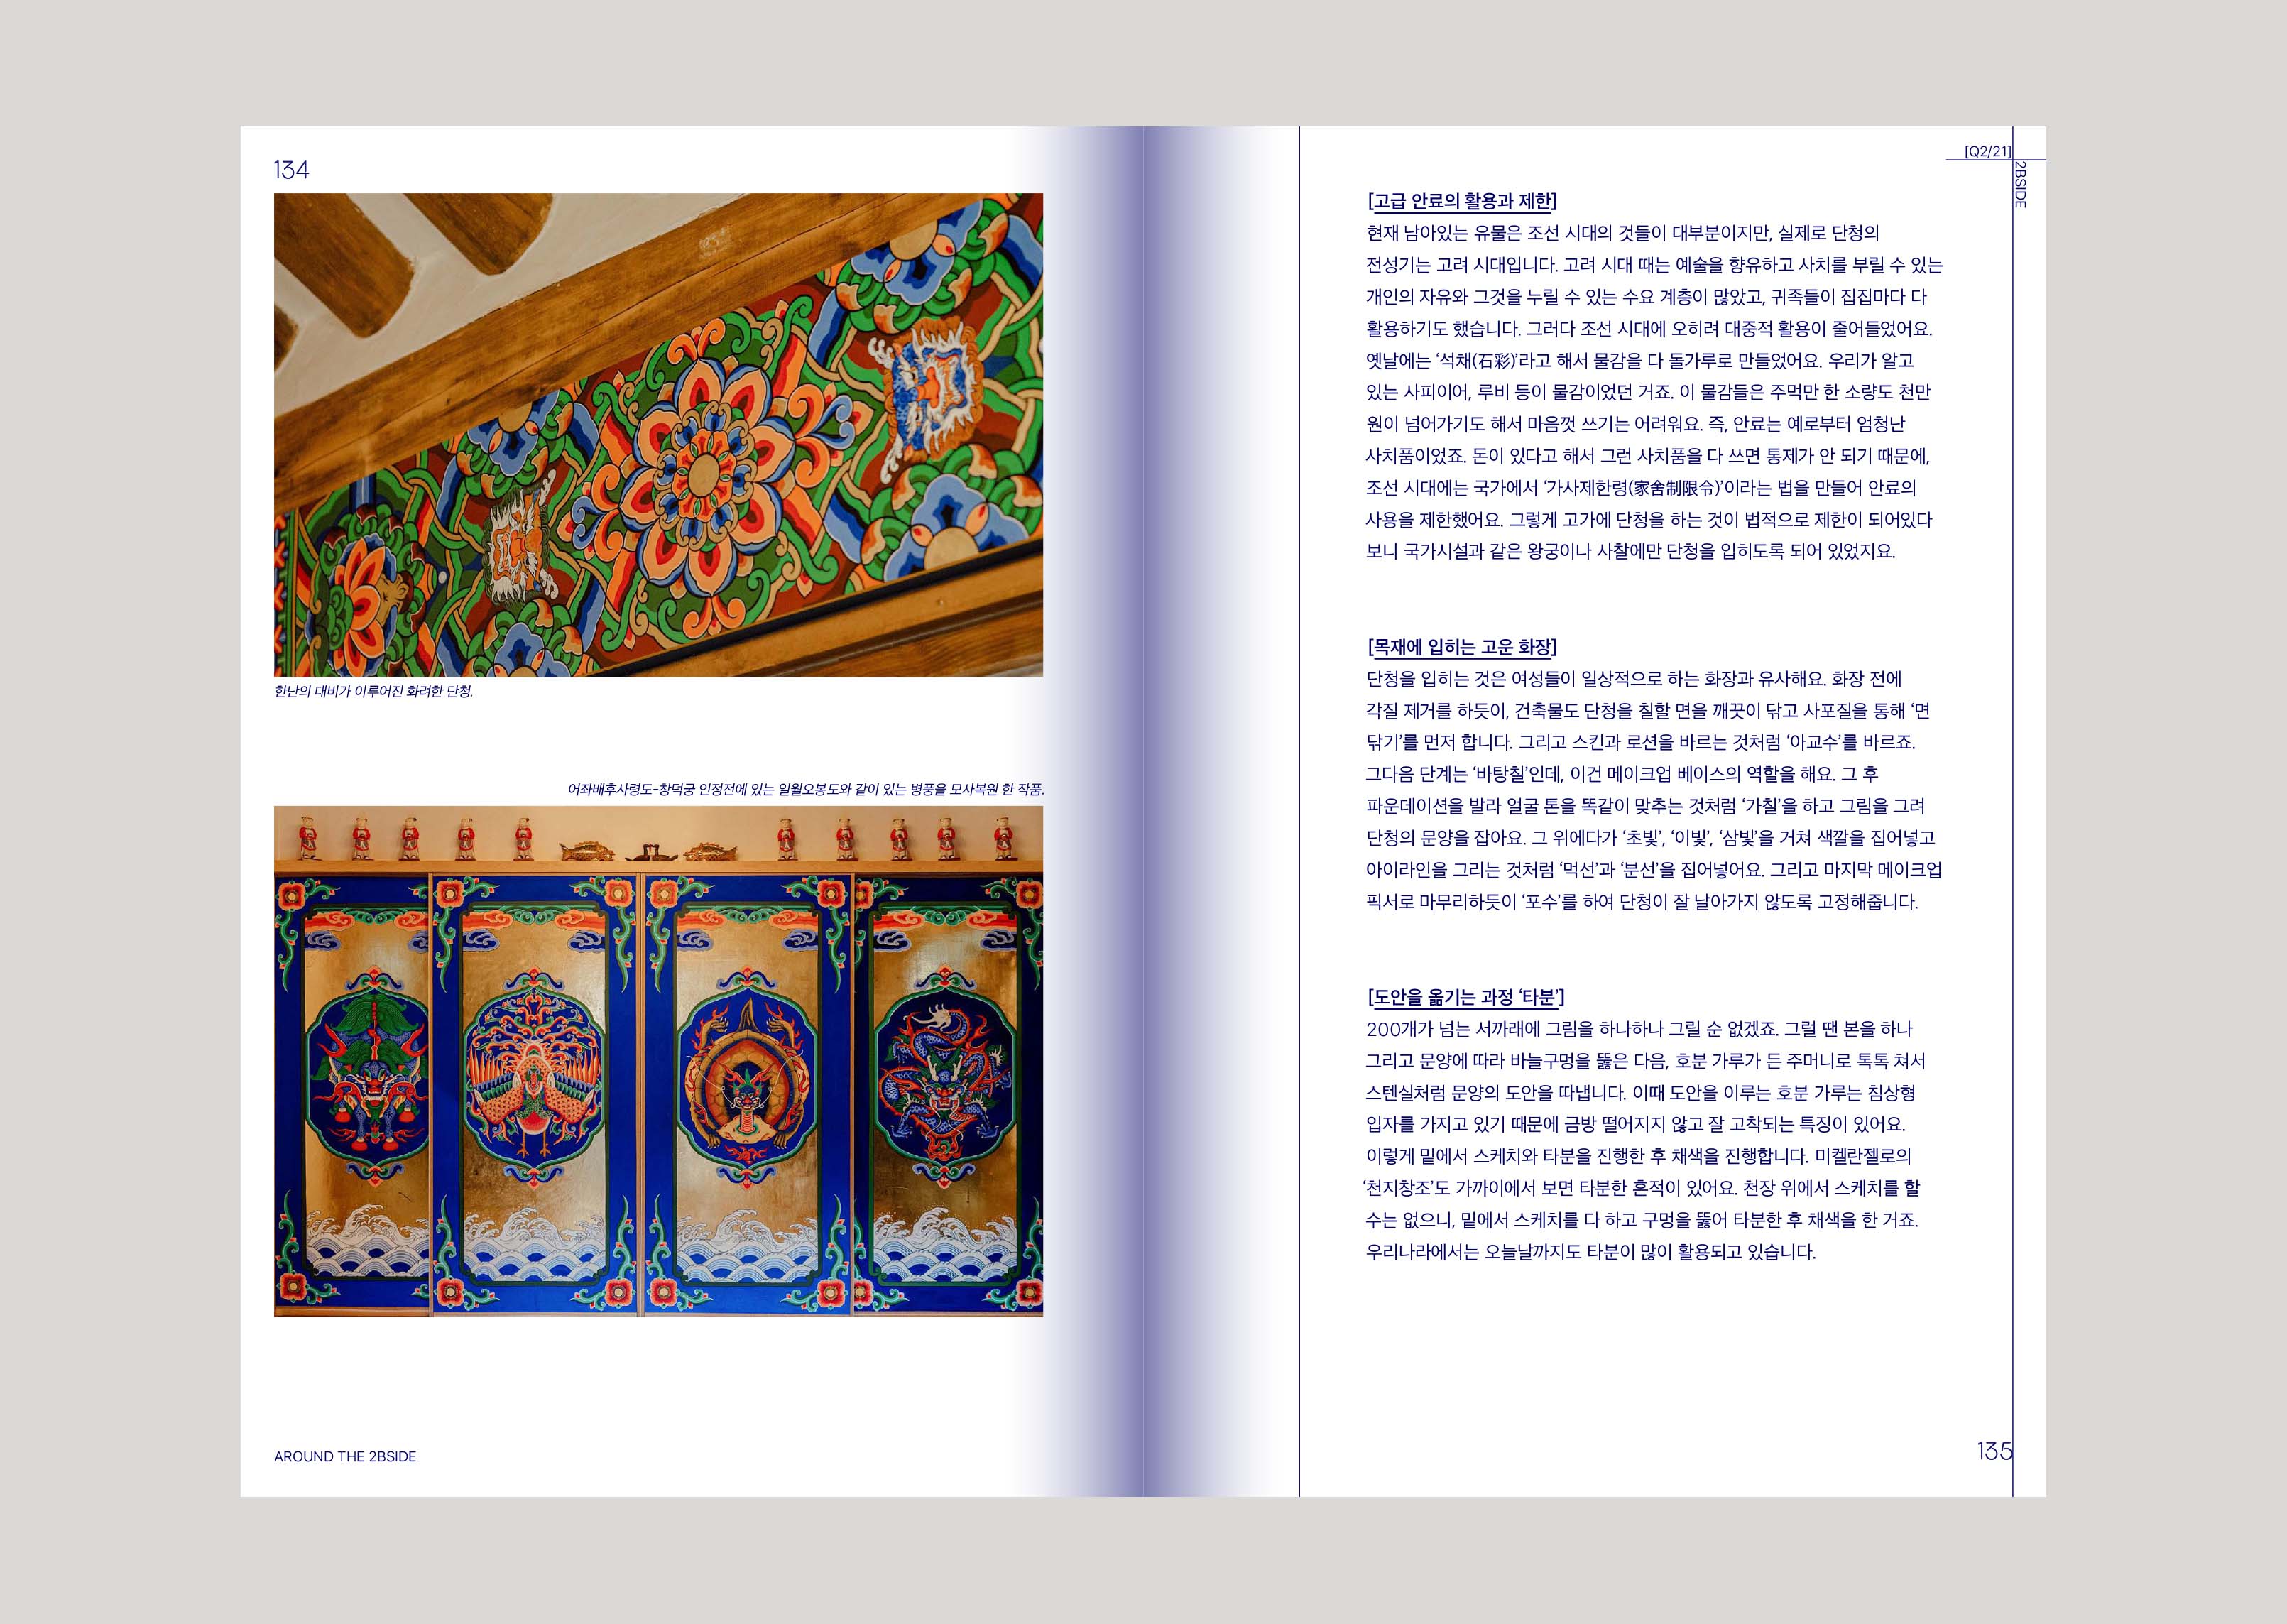 134
한난의 대비가 이루어진 화려한 단청.
어좌배후사령도-창덕궁 인정전에 있는 일월오봉도와 같이 있는 병풍을 모사복원 한 작품.
AROUND THE 2BSIDE
[Q2/21]
2BSIDE
[고급 안료의 활용과 제한]
현재 남아있는 유물은 조선 시대의 것들이 대부분이지만, 실제로 단청의
전성기는 고려 시대입니다. 고려 시대 때는 예술을 향유하고 사치를 부릴 수 있는
개인의 자유와 그것을 누릴 수 있는 수요 계층이 많았고, 귀족들이 집집마다 다
활용하기도 했습니다. 그러다 조선 시대에 오히려 대중적 활용이 줄어들었어요.
옛날에는 ‘석채(石彩)’라고 해서 물감을 다 돌가루로 만들었어요. 우리가 알고
있는 사피이어, 루비 등이 물감이었던 거죠. 이 물감들은 주먹만 한 소량도 천만
원이 넘어가기도 해서 마음껏 쓰기는 어려워요. 즉, 안료는 예로부터 엄청난
사치품이었죠. 돈이 있다고 해서 그런 사치품을 다 쓰면 통제가 안 되기 때문에,
조선 시대에는 국가에서 ‘가사제한령(家舍制限令)’이라는 법을 만들어 안료의
사용을 제한했어요. 그렇게 고가에 단청을 하는 것이 법적으로 제한이 되어있다
보니 국가시설과 같은 왕궁이나 사찰에만 단청을 입히도록 되어 있었지요.
[목재에 입히는 고운 화장]
단청을 입히는 것은 여성들이 일상적으로 하는 화장과 유사해요. 화장 전에
각질 제거를 하듯이, 건축물도 단청을 칠할 면을 깨끗이 닦고 사포질을 통해 ‘면
닦기’를 먼저 합니다. 그리고 스킨과 로션을 바르는 것처럼 ‘아교수’를 바르죠.
그다음 단계는 ‘바탕칠’인데, 이건 메이크업 베이스의 역할을 해요. 그 후
파운데이션을 발라 얼굴 톤을 똑같이 맞추는 것처럼 ‘가칠’을 하고 그림을 그려
단청의 문양을 잡아요. 그 위에다가 ‘초빛’, ‘이빛’, ‘삼빛’을 거쳐 색깔을 집어넣고
아이라인을 그리는 것처럼 ‘먹선’과 ‘분선’을 집어넣어요. 그리고 마지막 메이크업
픽서로 마무리하듯이 ‘포수’를 하여 단청이 잘 날아가지 않도록 고정해줍니다.
[도안을 옮기는 과정 ‘타분’]
200개가 넘는 서까래에 그림을 하나하나 그릴 순 없겠죠. 그럴 땐 본을 하나
그리고 문양에 따라 바늘구멍을 뚫은 다음, 호분 가루가 든 주머니로 톡톡 쳐서
스텐실처럼 문양의 도안을 따냅니다. 이때 도안을 이루는 호분 가루는 침상형
입자를 가지고 있기 때문에 금방 떨어지지 않고 잘 고착되는 특징이 있어요.
이렇게 밑에서 스케치와 타분을 진행한 후 채색을 진행합니다. 미켈란젤로의
‘천지창조’도 가까이에서 보면 타분한 흔적이 있어요. 천장 위에서 스케치를 할
수는 없으니, 밑에서 스케치를 다 하고 구멍을 뚫어 타분한 후 채색을 한 거죠.
우리나라에서는 오늘날까지도 타분이 많이 활용되고 있습니다.
135